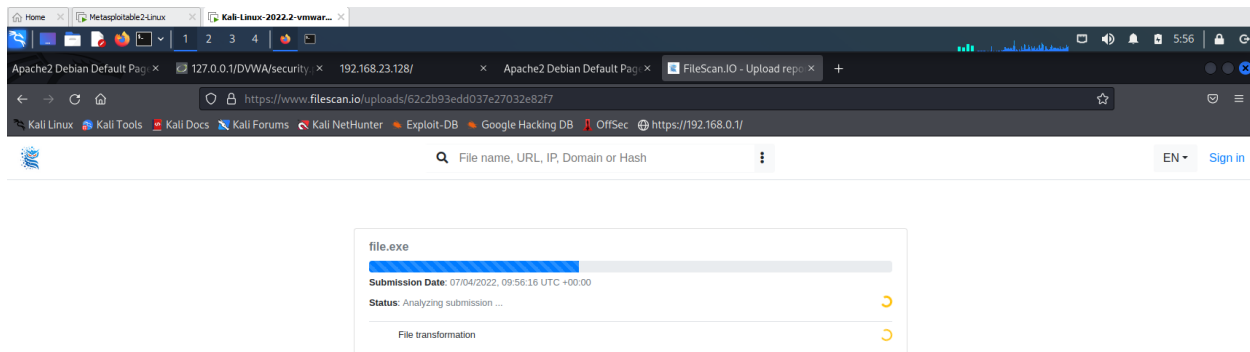 Home Metasploitable2-Linux Kali-Linux-2022.2-vmwar...
1 2 3 4 5:56
Apache2 Debian Default Pag 127.0.0.1/DVWA/security. 192.168.23.128/ Apache2 Debian Default Pag FileScan.IO - Upload repo
https://www.filescan.io/uploads/62c2b93edd037e27032e82f7
Kali Linux Kali Tools Kali Docs Kali Forums Kali NetHunter Exploit-DB Google Hacking DB OffSec https://192.168.0.1/
File name, URL, IP, Domain or Hash EN Sign in
file.exe
Submission Date: 07/04/2022, 09:56:16 UTC +00:00
Status: Analyzing submission ...
File transformation